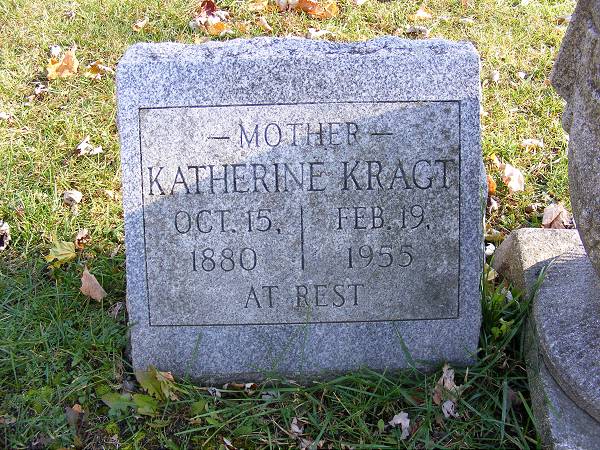 — MOTHER —
KATHERINE KRAGT
OCT. 15, | FEB. 19,
1880 | 1955
AT REST